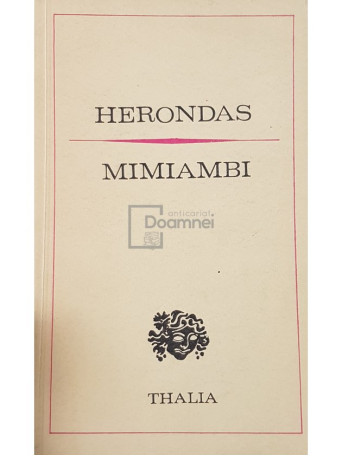 HERONDAS
MIMIAMBI
anticariat
Doamnei
THALIA